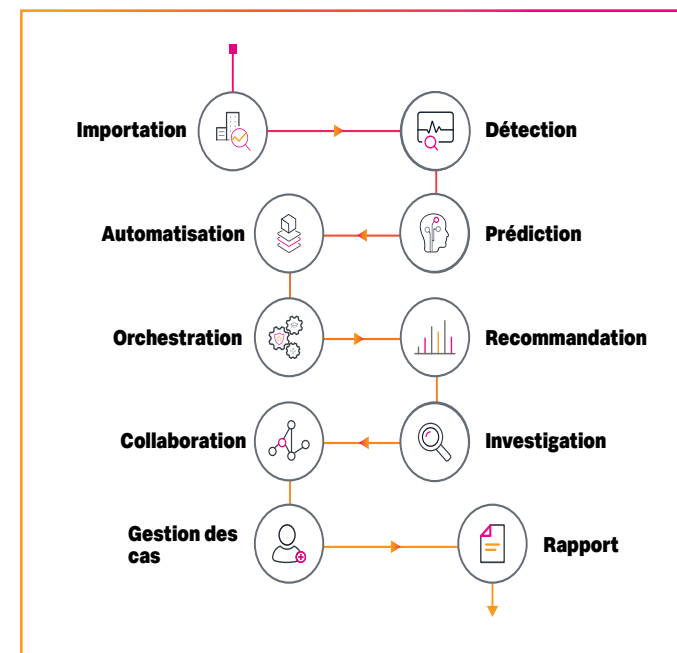 Importation
Détection
Automatisation
Prédiction
Orchestration
Recommandation
Collaboration
Investigation
Gestion des
cas
Rapport